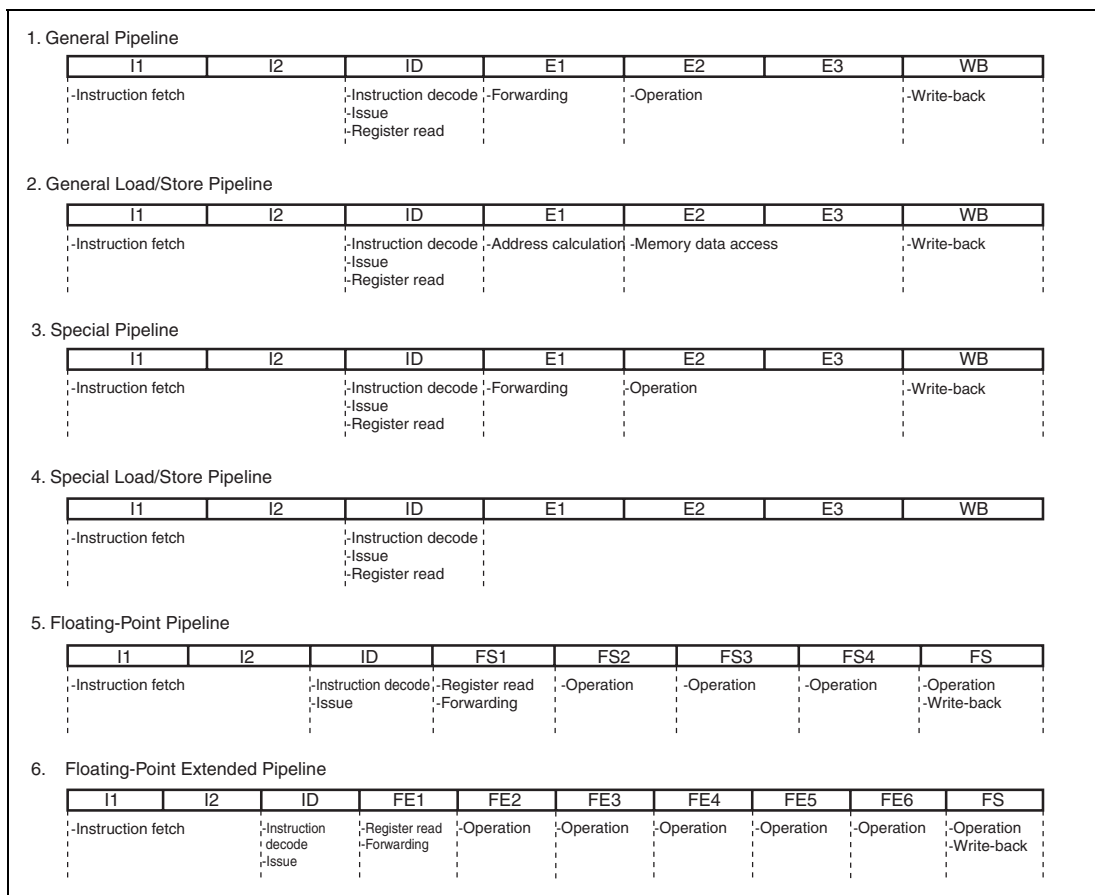 1. General Pipeline
I1 I2 ID E1 E2 E3 WB
-Instruction fetch -Instruction decode -Forwarding -Operation -Write-back
-Issue
-Register read
2. General Load/Store Pipeline
I1 I2 ID E1 E2 E3 WB
-Instruction fetch -Instruction decode -Address calculation -Memory data access -Write-back
-Issue
-Register read
3. Special Pipeline
I1 I2 ID E1 E2 E3 WB
-Instruction fetch -Instruction decode -Forwarding -Operation -Write-back
-Issue
-Register read
4. Special Load/Store Pipeline
I1 I2 ID E1 E2 E3 WB
-Instruction fetch -Instruction decode
-Issue
-Register read
5. Floating-Point Pipeline
I1 I2 ID FS1 FS2 FS3 FS4 FS
-Instruction fetch -Instruction decode -Register read -Operation -Operation -Operation -Operation
-Issue -Forwarding -Write-back
6. Floating-Point Extended Pipeline
I1 I2 ID FE1 FE2 FE3 FE4 FE5 FE6 FS
-Instruction fetch -Instruction -Register read -Operation -Operation -Operation -Operation -Operation -Operation
decode -Forwarding -Write-back
-Issue